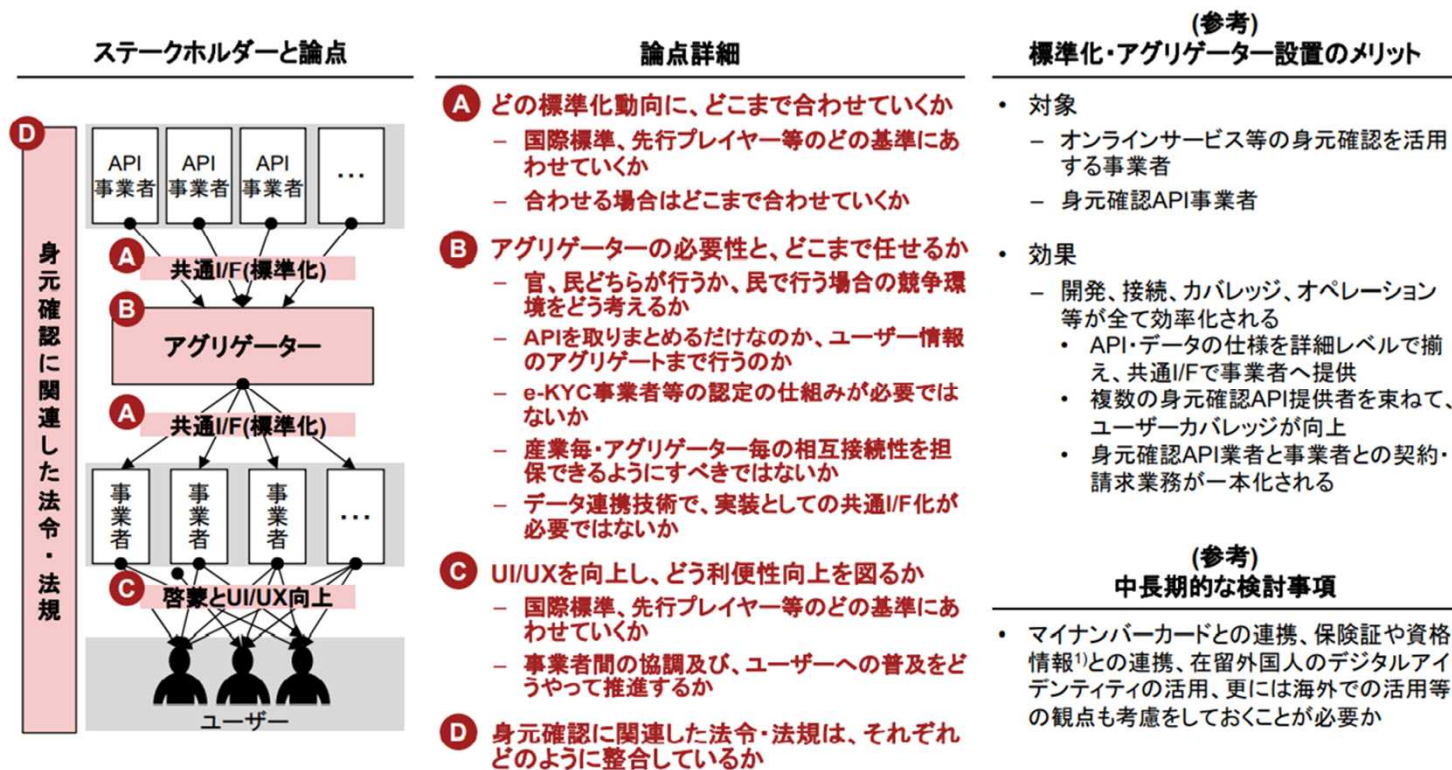 ステークホルダーと論点
D
身元確認に関連した法令・法規
API
事業者
API
事業者
API
事業者
…
A
共通I/F(標準化)
B
アグリゲーター
A
共通I/F(標準化)
事業者
事業者
事業者
…
C
啓蒙とUI/UX向上
ユーザー
論点詳細
A どの標準化動向に、どこまで合わせていくか
– 国際標準、先行プレイヤー等のどの基準にあ
わせていくか
– 合わせる場合はどこまで合わせていくか
B アグリゲーターの必要性と、どこまで任せるか
– 官、民どちらが行うか、民で行う場合の競争環
境をどう考えるか
– APIを取りまとめるだけなのか、ユーザー情報
のアグリゲートまで行うのか
– e-KYC事業者等の認定の仕組みが必要では
ないか
– 産業毎・アグリゲーター毎の相互接続性を担
保できるようにすべきではないか
– データ連携技術で、実装としての共通I/F化が
必要ではないか
C UI/UXを向上し、どう利便性向上を図るか
– 国際標準、先行プレイヤー等のどの基準にあ
わせていくか
– 事業者間の協調及び、ユーザーへの普及をど
うやって推進するか
D 身元確認に関連した法令・法規は、それぞれ
どのように整合しているか
(参考)
標準化・アグリゲーター設置のメリット
• 対象
– オンラインサービス等の身元確認を活用
する事業者
– 身元確認API事業者
• 効果
– 開発、接続、カバレッジ、オペレーション
等が全て効率化される
• API・データの仕様を詳細レベルで揃
え、共通I/Fで事業者へ提供
• 複数の身元確認API提供者を束ねて、
ユーザーカバレッジが向上
• 身元確認API業者と事業者との契約・
請求業務が一本化される
(参考)
中長期的な検討事項
• マイナンバーカードとの連携、保険証や資格
情報1)との連携、在留外国人のデジタルアイ
デンティティの活用、更には海外での活用等
の観点も考慮をしておくことが必要か